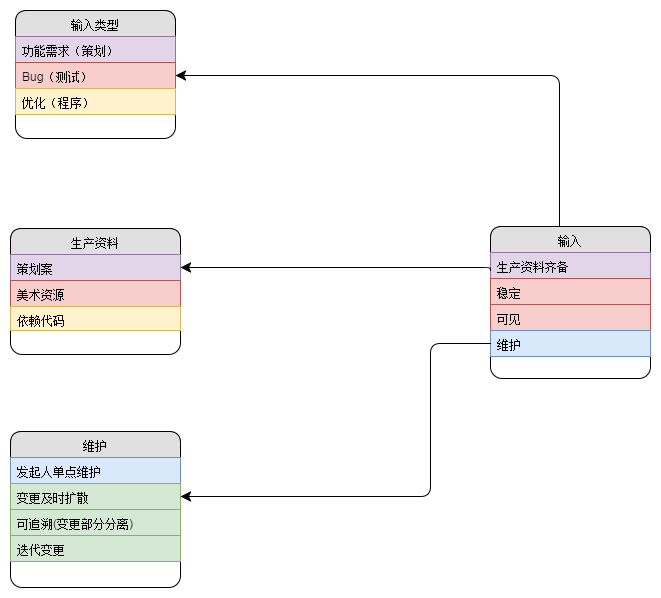 输入类型
功能需求（策划）
Bug（测试）
优化（程序）
生产资料
策划案
美术资源
依赖代码
输入
生产资料齐备
稳定
可见
维护
维护
发起人单点维护
变更及时扩散
可追溯(变更部分分离)
迭代变更